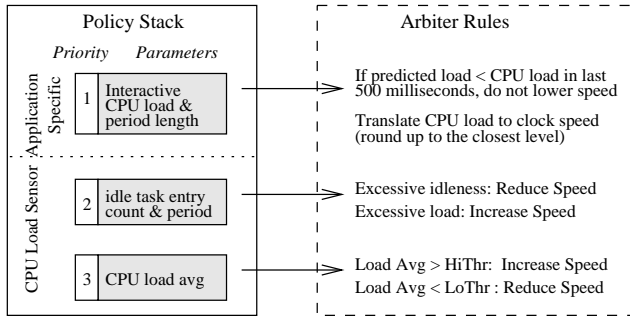 Policy Stack
Priority Parameters
Application
Specific
1
Interactive
CPU load &
period length
CPU Load Sensor
2
idle task entry
count & period
3
CPU load avg
Arbiter Rules
If predicted load < CPU load in last
500 milliseconds, do not lower speed
Translate CPU load to clock speed
(round up to the closest level)
Excessive idleness: Reduce Speed
Excessive load: Increase Speed
Load Avg > HiThr: Increase Speed
Load Avg < LoThr : Reduce Speed